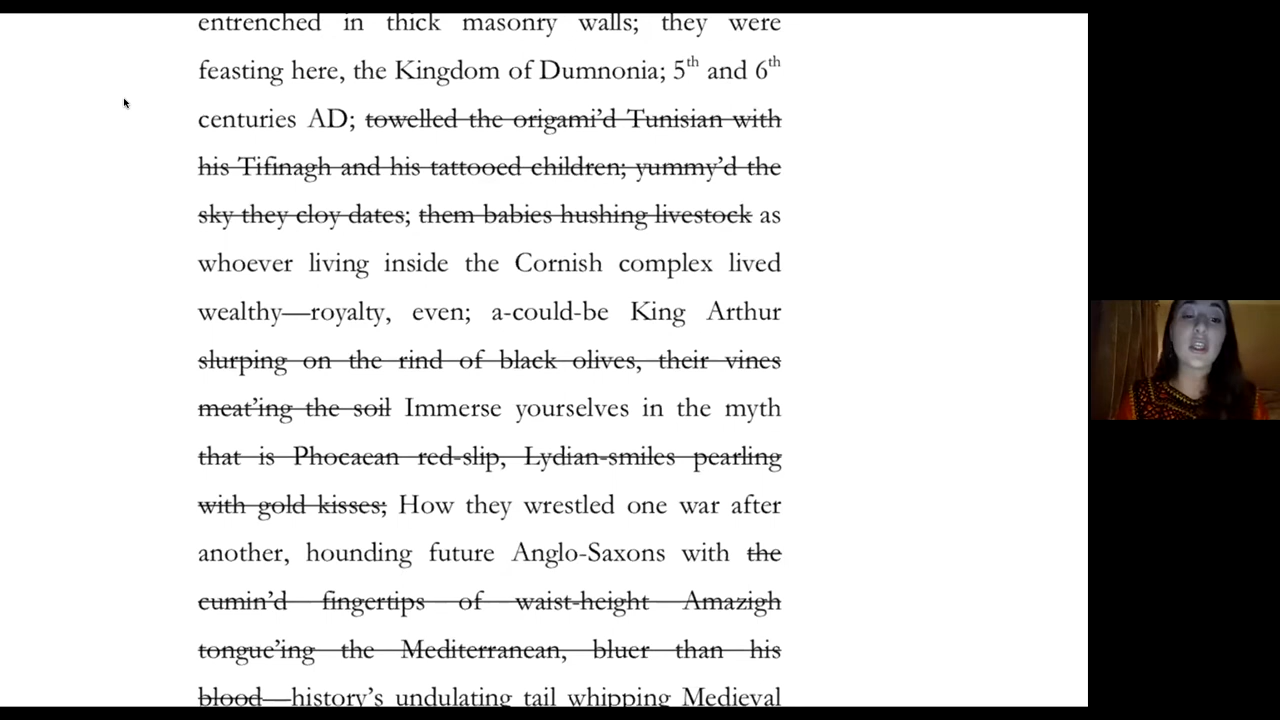 entrenched in thick masonry walls; they were
feasting here, the Kingdom of Dumnonia; 5th and 6th
centuries AD; towelled the origami’d Tunisian with
his Tifinagh and his tattooed children; yummy’d the
sky they cloy dates; them babies hushing livestock as
whoever living inside the Cornish complex lived
wealthy—royalty, even; a-could-be King Arthur
slurping on the rind of black olives, their vines
meat’ing the soil Immerse yourselves in the myth
that is Phocaean red-slip, Lydian-smiles pearling
with gold kisses; How they wrestled one war after
another, hounding future Anglo-Saxons with the
cumin’d fingertips of waist-height Amazigh
tongue’ing the Mediterranean, bluer than his
blood—history’s undulating tail whipping Medieval